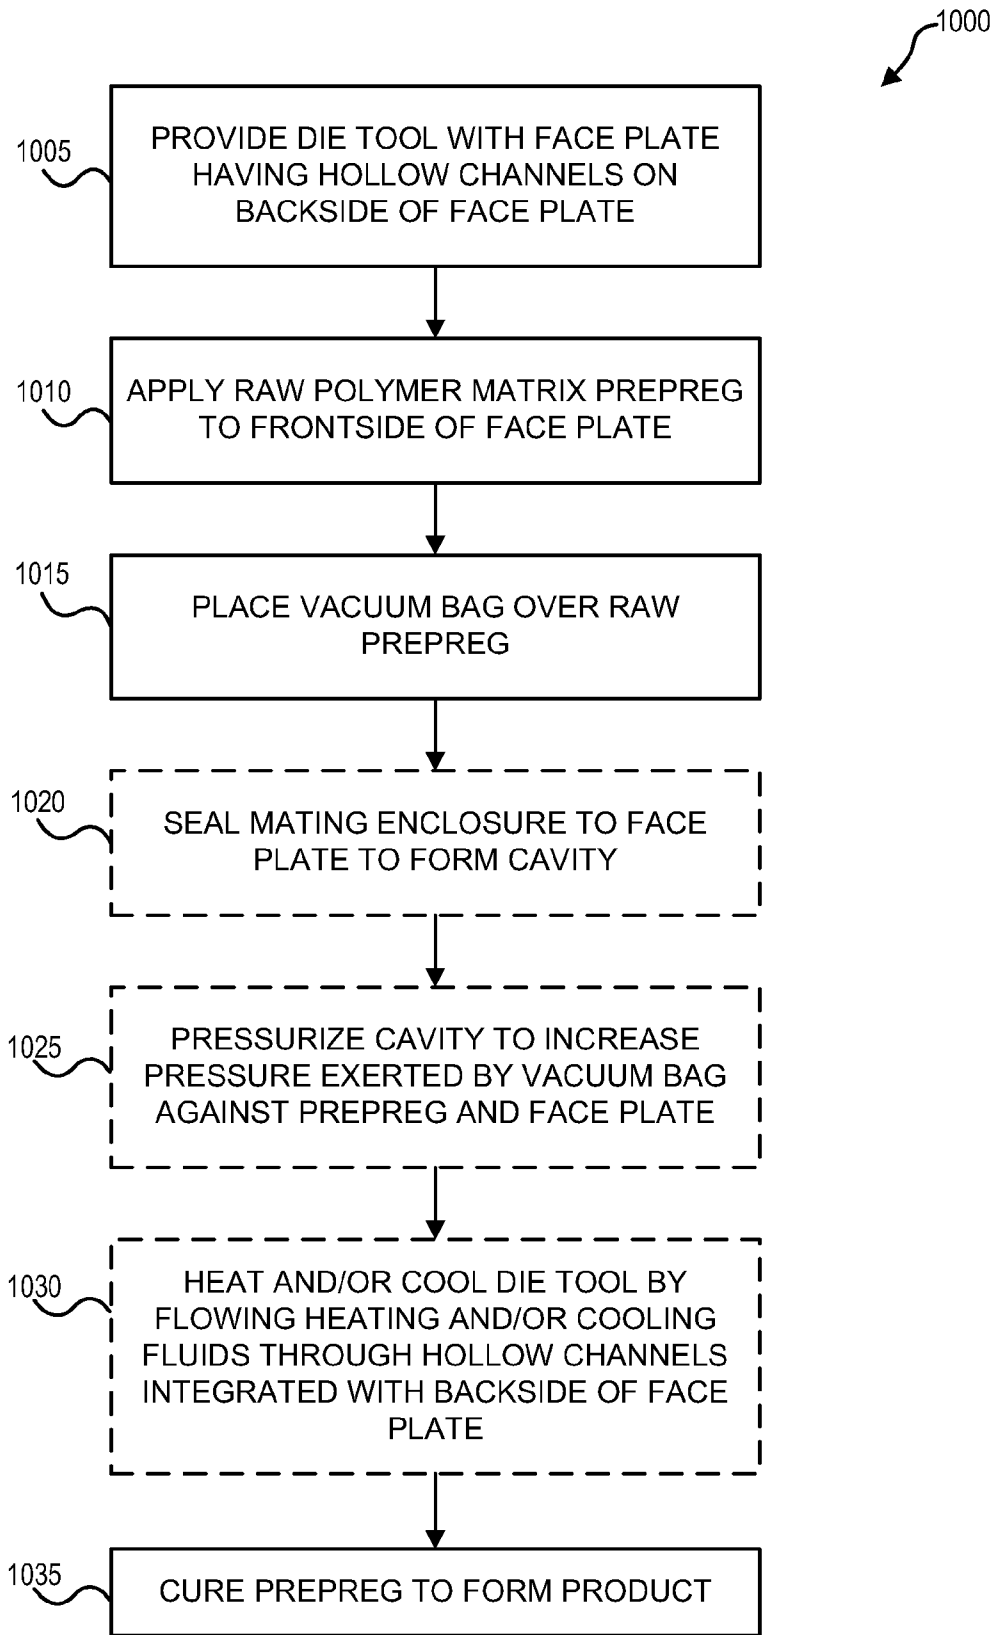 1000
1005
PROVIDE DIE TOOL WITH FACE PLATE
HAVING HOLLOW CHANNELS ON
BACKSIDE OF FACE PLATE
1010
APPLY RAW POLYMER MATRIX PREPREG
TO FRONTSIDE OF FACE PLATE
1015
PLACE VACUUM BAG OVER RAW
PREPREG
1020
SEAL MATING ENCLOSURE TO FACE
PLATE TO FORM CAVITY
1025
PRESSURIZE CAVITY TO INCREASE
PRESSURE EXERTED BY VACUUM BAG
AGAINST PREPREG AND FACE PLATE
1030
HEAT AND/OR COOL DIE TOOL BY
FLOWING HEATING AND/OR COOLING
FLUIDS THROUGH HOLLOW CHANNELS
INTEGRATED WITH BACKSIDE OF FACE
PLATE
1035
CURE PREPREG TO FORM PRODUCT